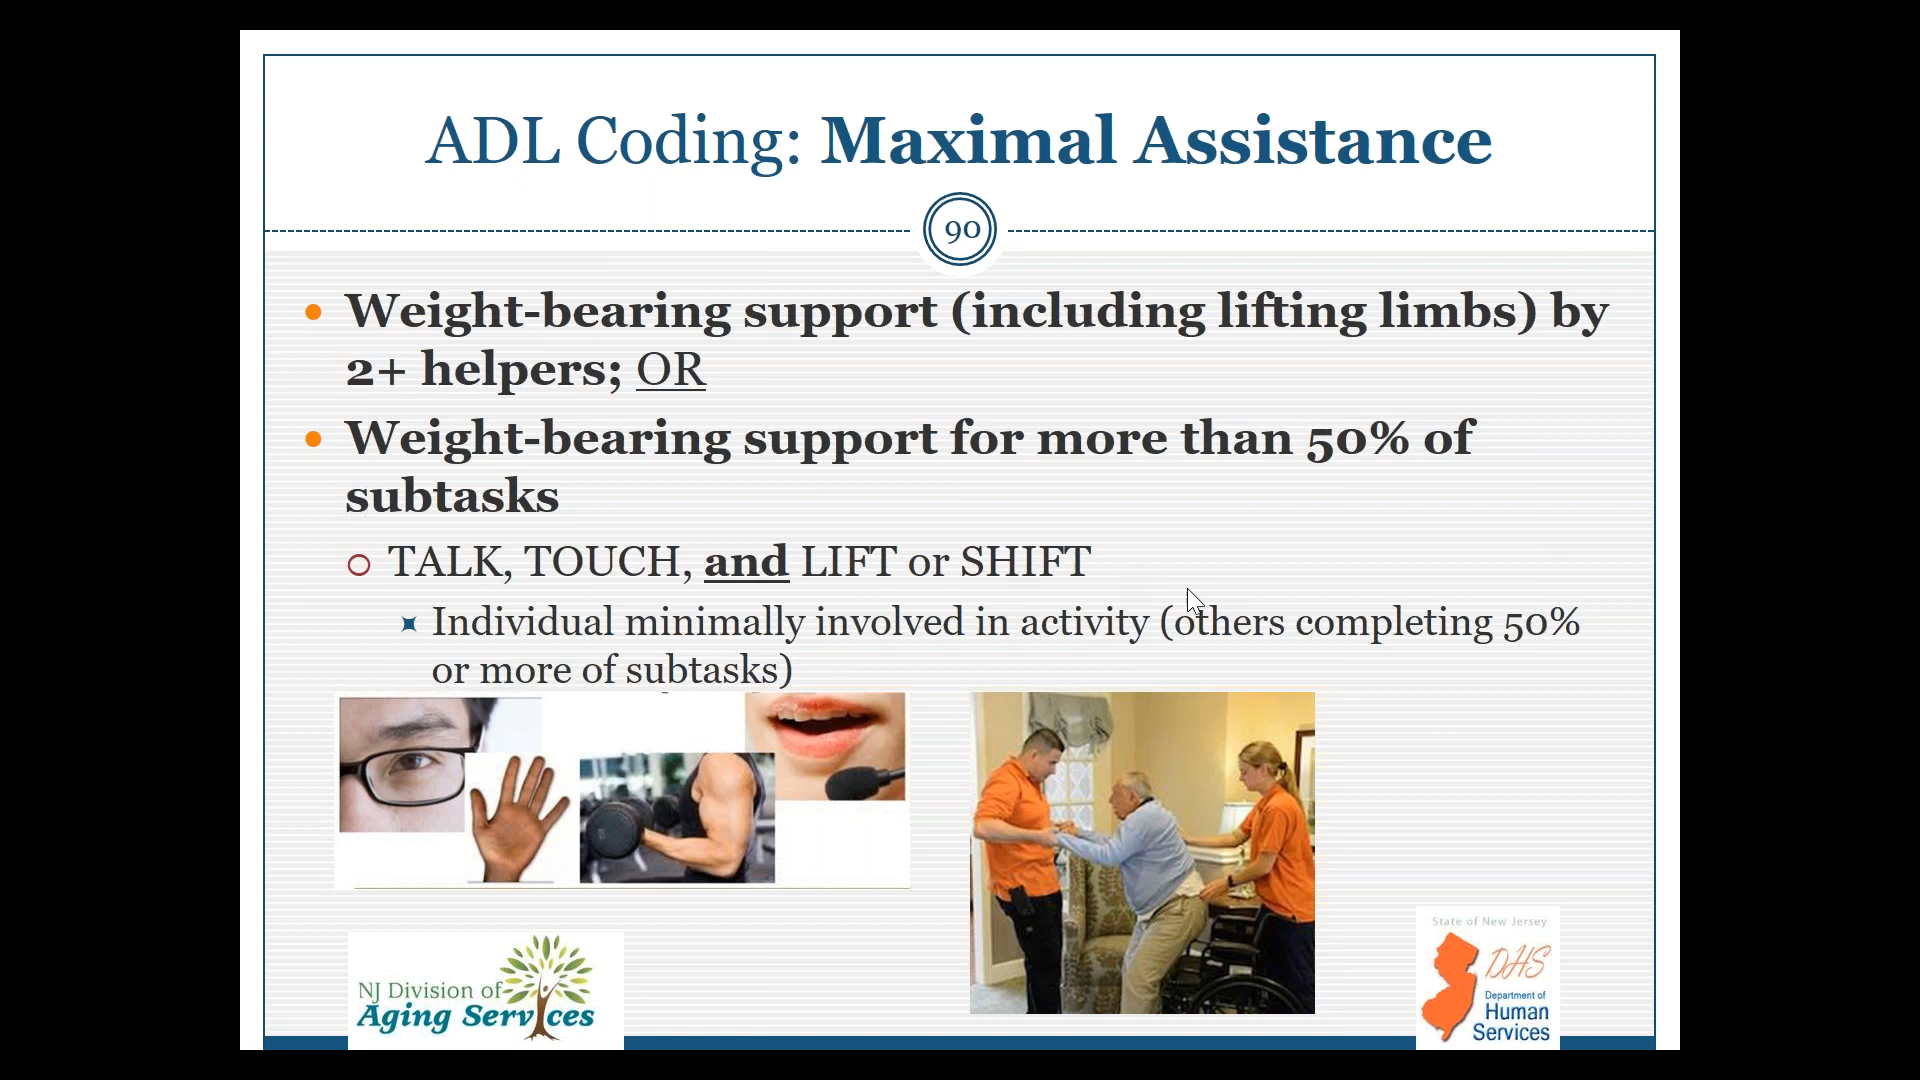 ADL Coding: Maximal Assistance
90
Weight-bearing support (including lifting limbs) by
2+ helpers; OR
Weight-bearing support for more than 50% of
subtasks
TALK, TOUCH, and LIFT or SHIFT
Individual minimally involved in activity (others completing 50%
or more of subtasks)
NJ Division of
Aging Services
State of New Jersey
DHS
Department of
Human
Services